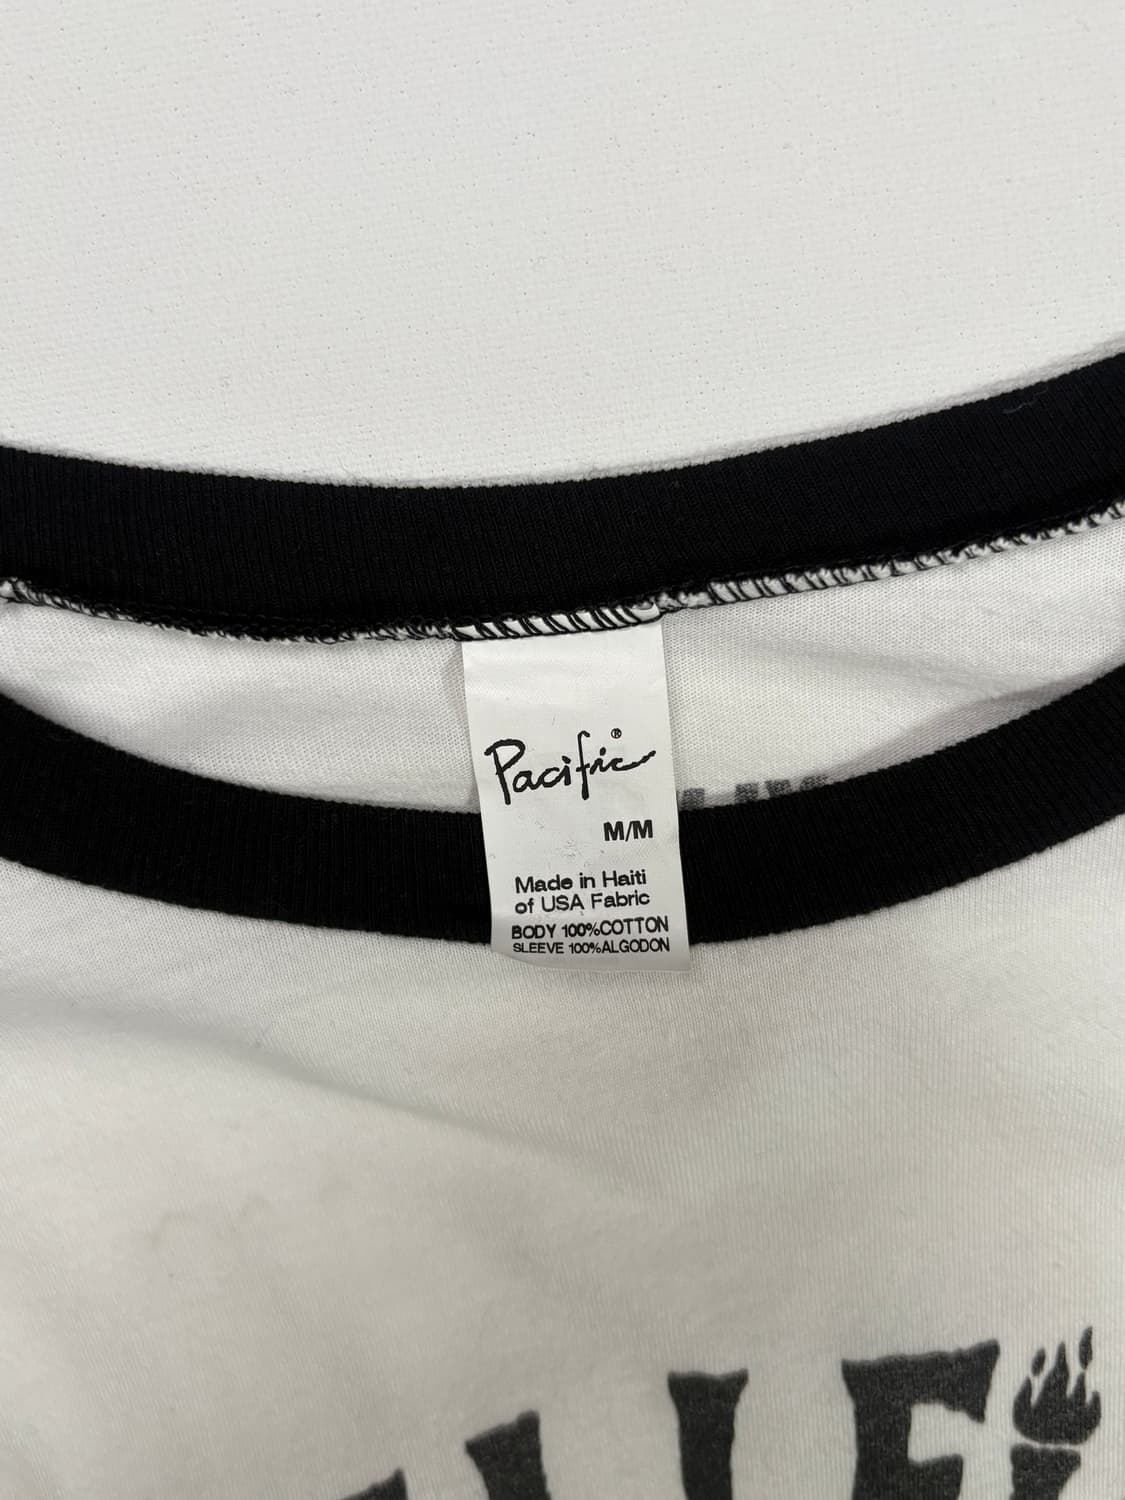 Pacific®
M/M
Made in Haiti
of USA Fabric
BODY 100%COTTON
SLEEVE 100%ALGODON